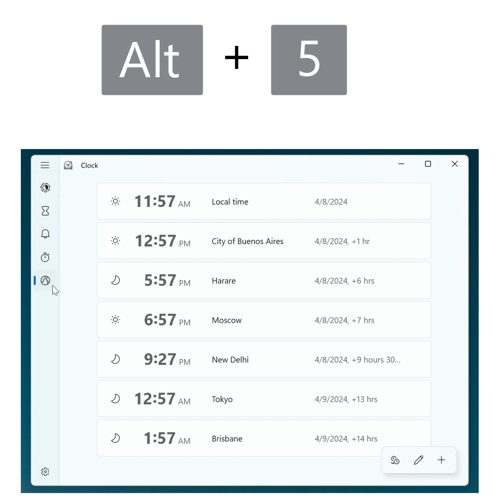 Alt + 5
Clock
11:57 AM Local time 4/8/2024
12:57 PM City of Buenos Aires 4/8/2024, +1 hr
5:57 PM Harare 4/8/2024, +6 hrs
6:57 PM Moscow 4/8/2024, +7 hrs
9:27 PM New Delhi 4/8/2024, +9 hours 30...
12:57 AM Tokyo 4/9/2024, +13 hrs
1:57 AM Brisbane 4/9/2024, +14 hrs